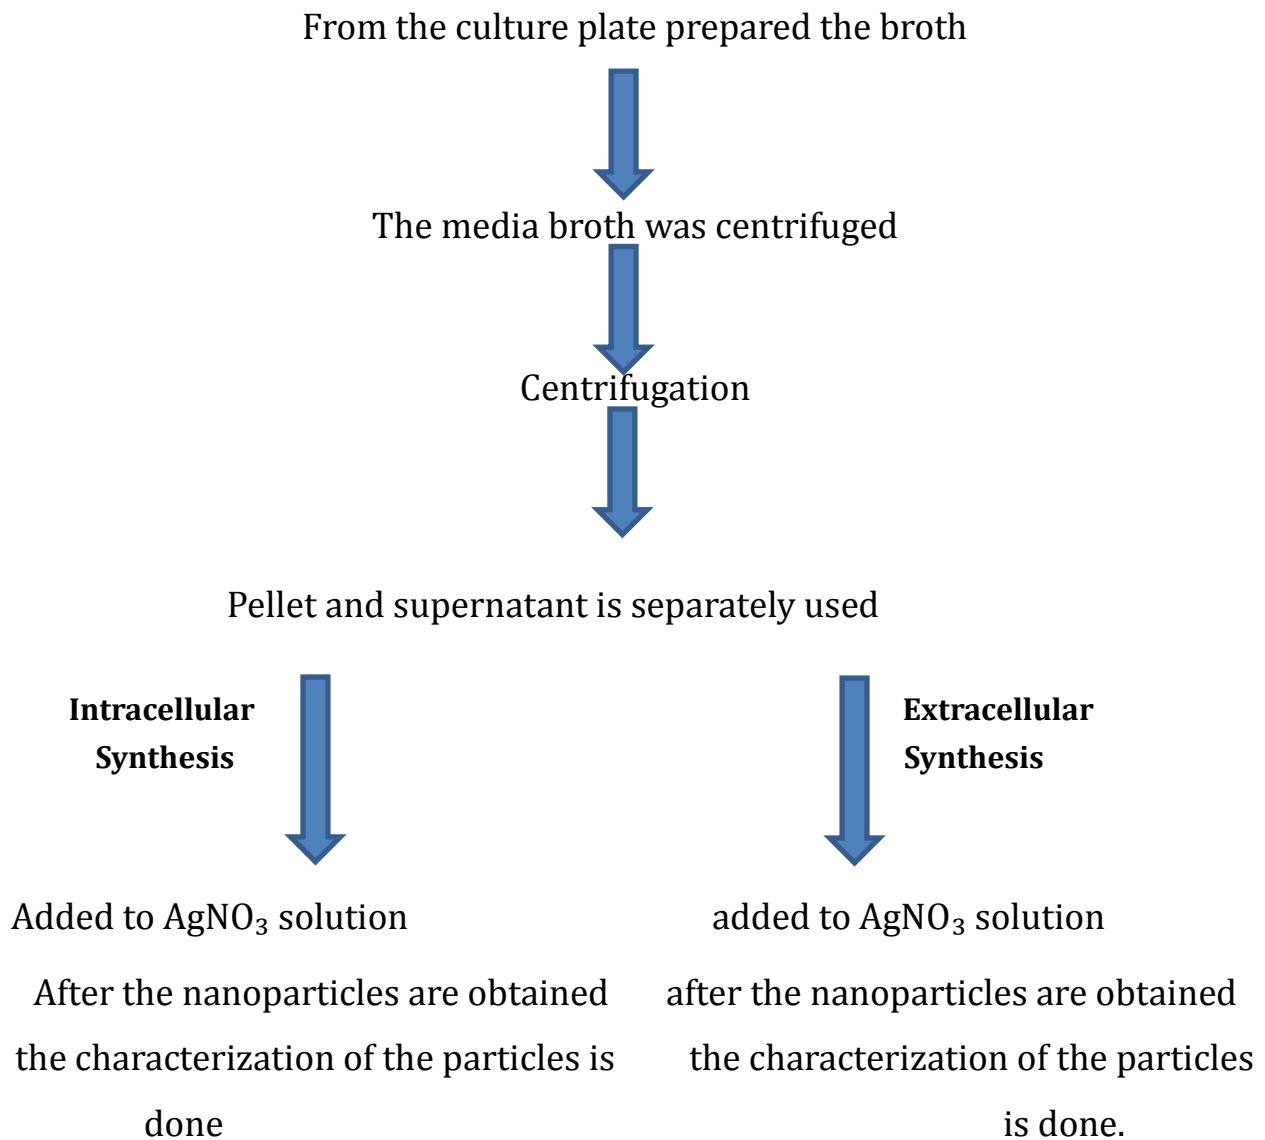 From the culture plate prepared the broth
The media broth was centrifuged
Centrifugation
Pellet and supernatant is separately used
Intracellular
Synthesis
Extracellular
Synthesis
Added to AgNO₃ solution
After the nanoparticles are obtained
the characterization of the particles is
done
added to AgNO₃ solution
after the nanoparticles are obtained
the characterization of the particles
is done.